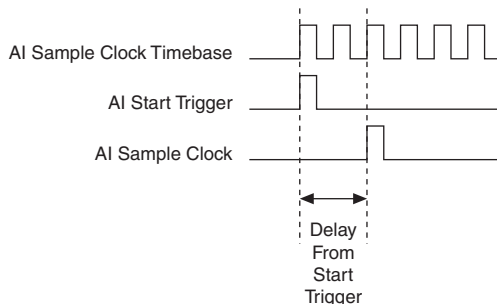 AI Sample Clock Timebase
AI Start Trigger
AI Sample Clock
Delay
From
Start
Trigger